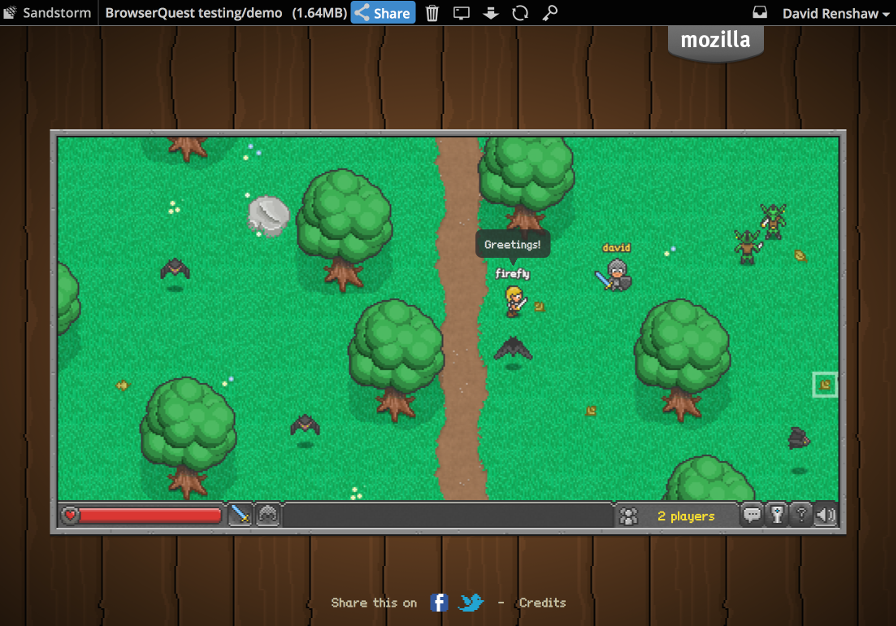 Sandstorm
BrowserQuest testing/demo (1.64MB)
Share
David Renshaw
mozilla
Greetings!
firefly
david
2 players
?
Share this on
f
- Credits